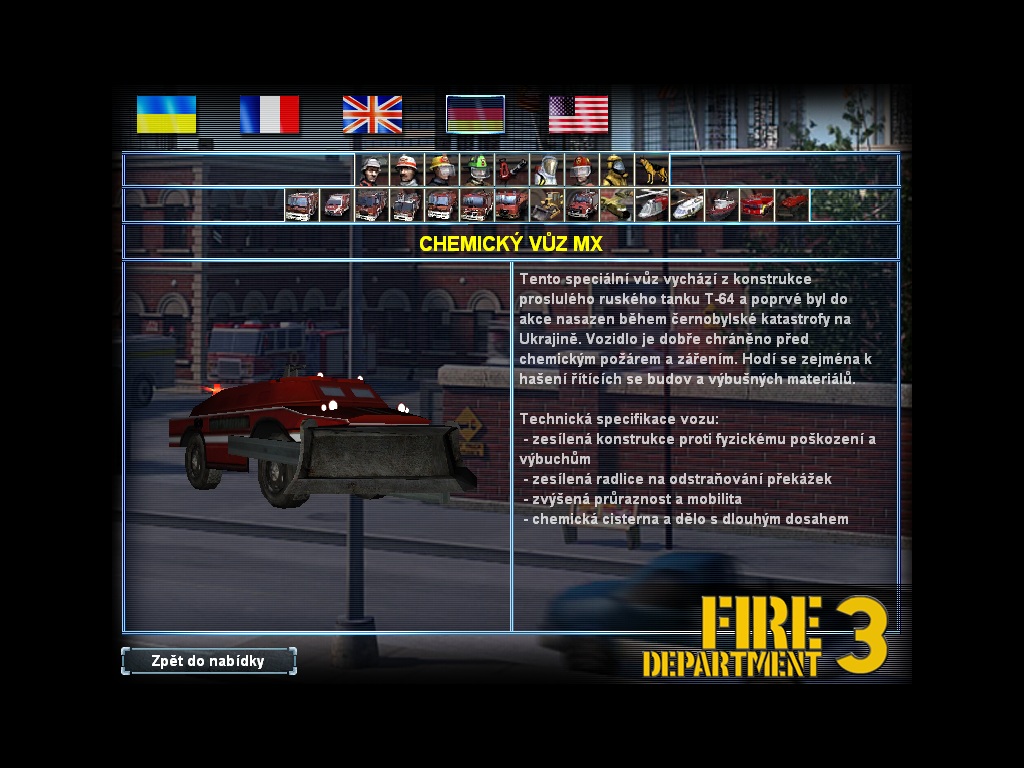 CHEMICKÝ VŮZ MX
Tento speciální vůz vychází z konstrukce
proslulého ruského tanku T-64 a poprvé byl do
akce nasazen během černobylské katastrofy na
Ukrajině. Vozidlo je dobře chráněno před
chemickým požárem a zářením. Hodí se zejména k
hašení řítících se budov a výbušných materiálů.
Technická specifikace vozu:
- zesílená konstrukce proti fyzickému poškození a
výbuchům
- zesílená radlice na odstraňování překážek
- zvýšená průraznost a mobilita
- chemická cisterna a dělo s dlouhým dosahem
FIRE
DEPARTMENT 3
Zpět do nabídky